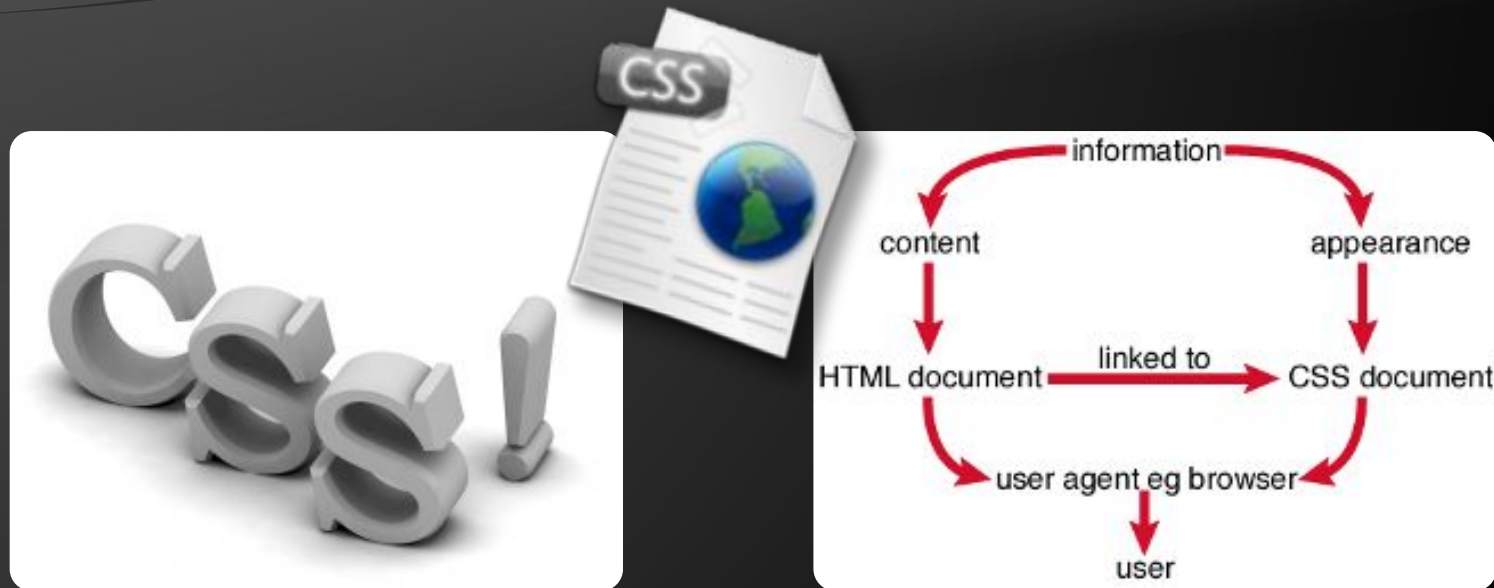 CSS
CSS!
information
content
appearance
linked to
HTML document
CSS document
user agent eg browser
user